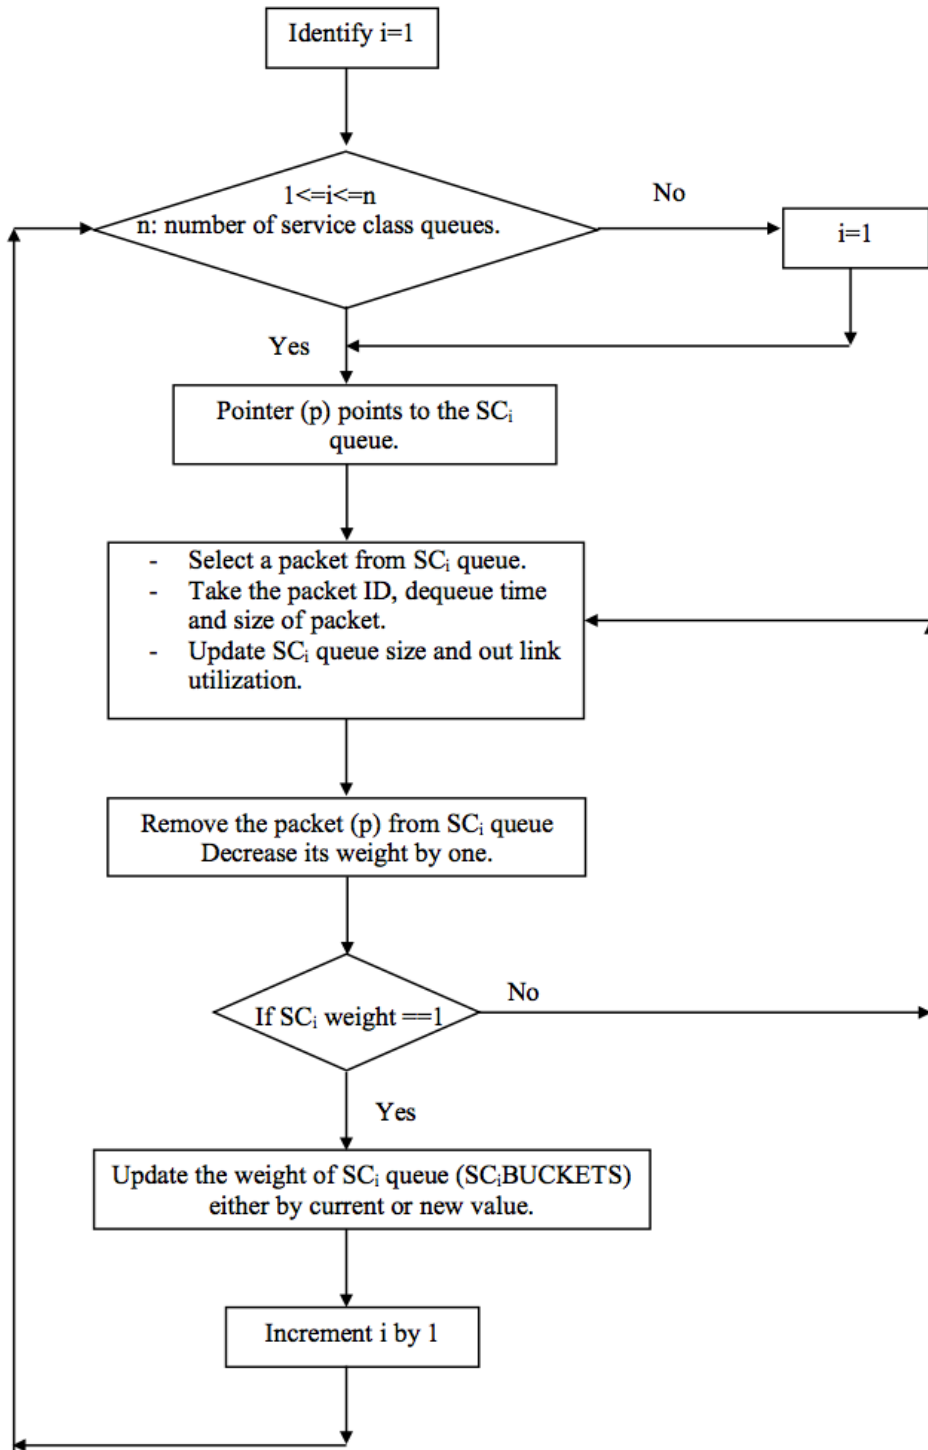 Identify i=1
1<=i<=n
n: number of service class queues.
No
i=1
Yes
Pointer (p) points to the SCᵢ
queue.
- Select a packet from SCᵢ queue.
- Take the packet ID, dequeue time
and size of packet.
- Update SCᵢ queue size and out link
utilization.
Remove the packet (p) from SCᵢ queue
Decrease its weight by one.
If SCᵢ weight ==1
No
Yes
Update the weight of SCᵢ queue (SCᵢBUCKETS)
either by current or new value.
Increment i by 1